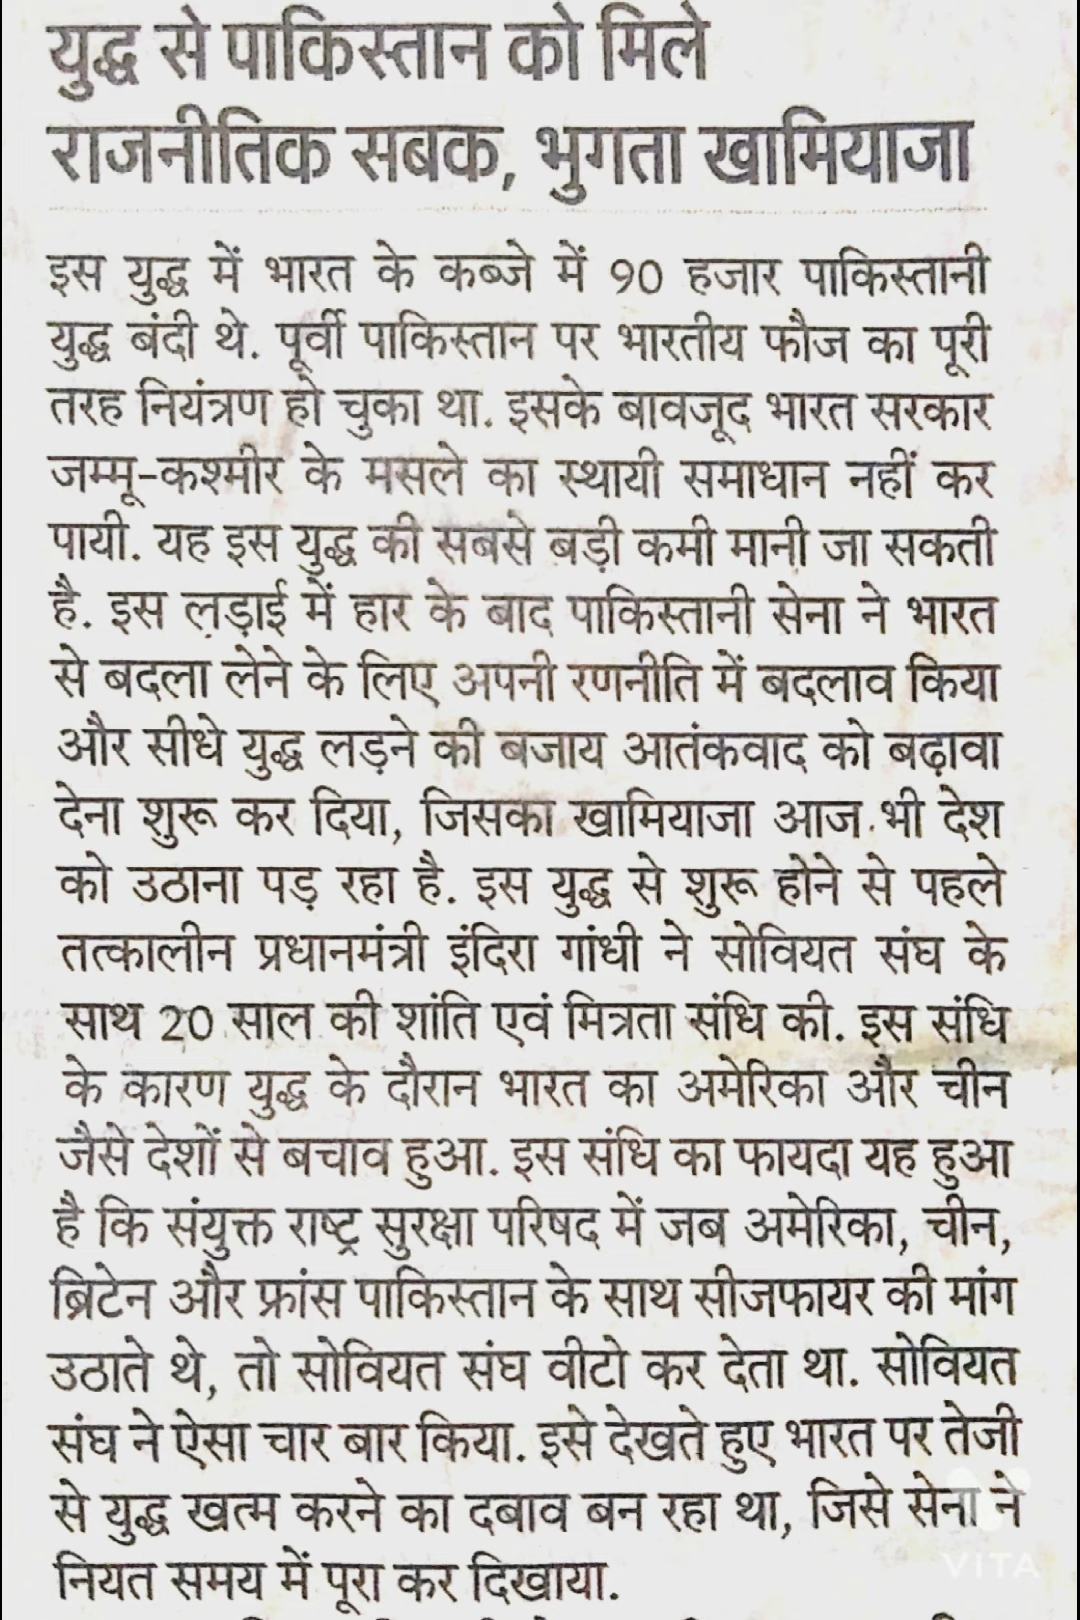 युद्ध से पाकिस्तान को मिले
राजनीतिक सबक, भुगता खामियाजा
इस युद्ध में भारत के कब्जे में 90 हजार पाकिस्तानी
युद्ध बंदी थे. पूर्वी पाकिस्तान पर भारतीय फौज का पूरी
तरह नियंत्रण हो चुका था. इसके बावजूद भारत सरकार
जम्मू-कश्मीर के मसले का स्थायी समाधान नहीं कर
पायी. यह इस युद्ध की सबसे बड़ी कमी मानी जा सकती
है. इस लड़ाई में हार के बाद पाकिस्तानी सेना ने भारत
से बदला लेने के लिए अपनी रणनीति में बदलाव किया
और सीधे युद्ध लड़ने की बजाय आतंकवाद को बढ़ावा
देना शुरू कर दिया, जिसका खामियाजा आज भी देश
को उठाना पड़ रहा है. इस युद्ध से शुरू होने से पहले
तत्कालीन प्रधानमंत्री इंदिरा गांधी ने सोवियत संघ के
साथ 20 साल की शांति एवं मित्रता संधि की. इस संधि
के कारण युद्ध के दौरान भारत का अमेरिका और चीन
जैसे देशों से बचाव हुआ. इस संधि का फायदा यह हुआ
है कि संयुक्त राष्ट्र सुरक्षा परिषद में जब अमेरिका, चीन,
ब्रिटेन और फ्रांस पाकिस्तान के साथ सीजफायर की मांग
उठाते थे, तो सोवियत संघ वीटो कर देता था. सोवियत
संघ ने ऐसा चार बार किया. इसे देखते हुए भारत पर तेजी
से युद्ध खत्म करने का दबाव बन रहा था, जिसे सेना ने
नियत समय में पूरा कर दिखाया.
VITA